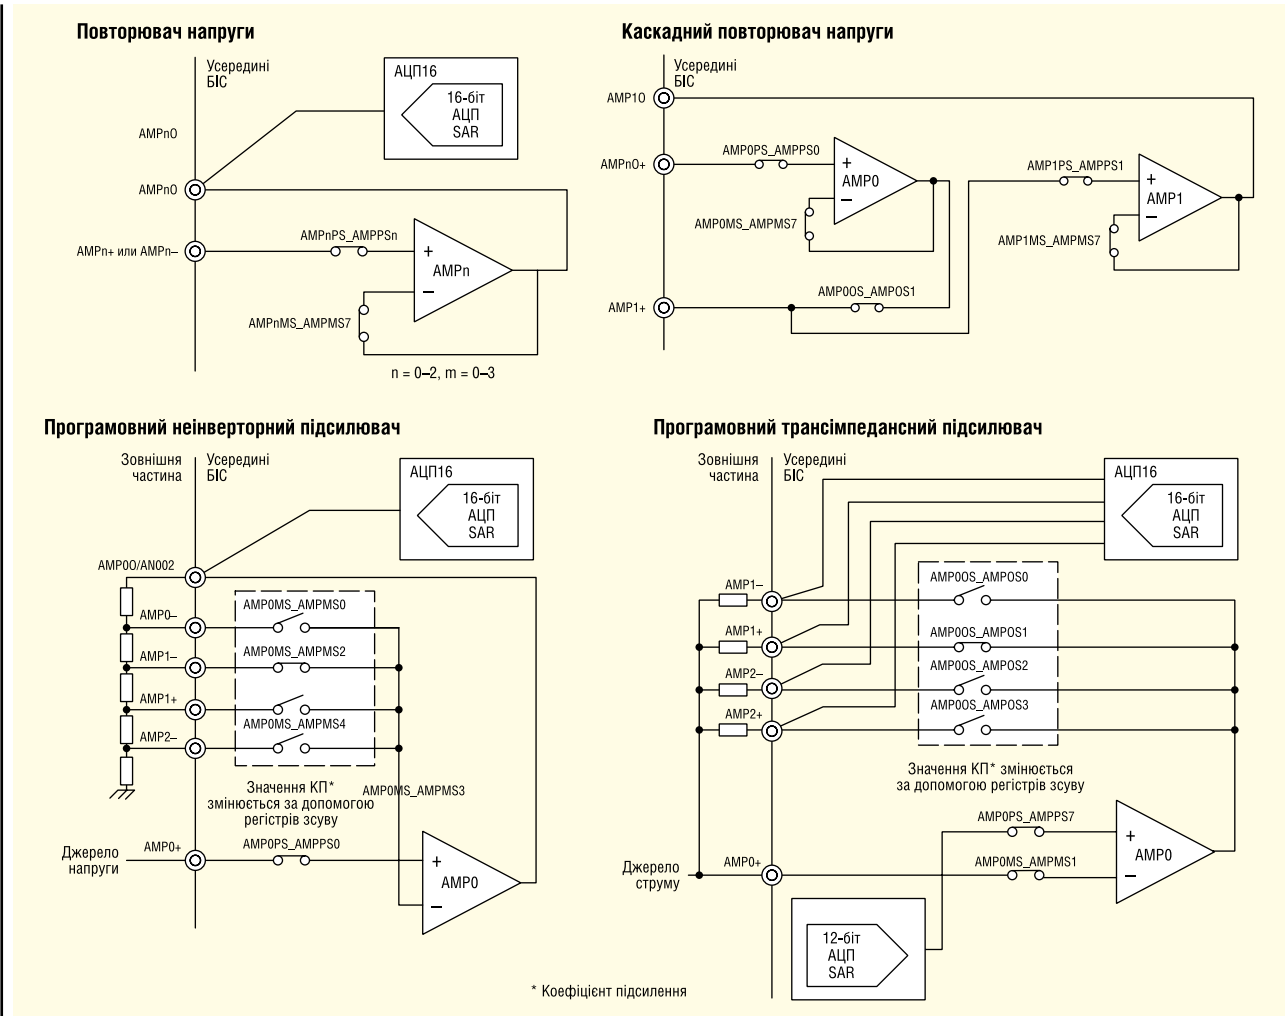 Повторювач напруги
Усередині
БІС
АЦП16
16-біт
АЦП
SAR
AMPnO
AMPnO
AMPn+ или AMPn–
AMPnPS_AMPPSn
+
AMPn
–
AMPnMS_AMPMS7
n = 0–2, m = 0–3
Каскадний повторювач напруги
Усередині
БІС
AMP1O
AMPnO+
AMP0PS_AMPPS0
+
AMP0
–
AMP0MS_AMPMS7
AMP1PS_AMPPS1
+
AMP1
–
AMP1MS_AMPMS7
AMP0OS_AMPOS1
AMP1+
Програмовний неінверторний підсилювач
Зовнішня
частина
Усередині
БІС
АЦП16
16-біт
АЦП
SAR
AMP0O/AN002
AMP0–
AMP0MS_AMPMS0
AMP1–
AMP0MS_AMPMS2
AMP1+
AMP0MS_AMPMS4
AMP2–
Значення КП*
змінюється за допомогою
регістрів зсуву
AMP0MS_AMPMS3
Джерело
напруги
AMP0+
AMP0PS_AMPPS0
+
AMP0
–
Програмовний трансімпедансний підсилювач
Зовнішня
частина
Усередині
БІС
АЦП16
16-біт
АЦП
SAR
AMP1–
AMP0OS_AMPOS0
AMP1+
AMP0OS_AMPOS1
AMP2–
AMP0OS_AMPOS2
AMP2+
AMP0OS_AMPOS3
Значення КП* змінюється
за допомогою регістрів зсуву
AMP0PS_AMPPS7
+
AMP0
–
AMP0MS_AMPMS1
Джерело
струму
AMP0+
12-біт
АЦП
SAR
* Коефіцієнт підсилення